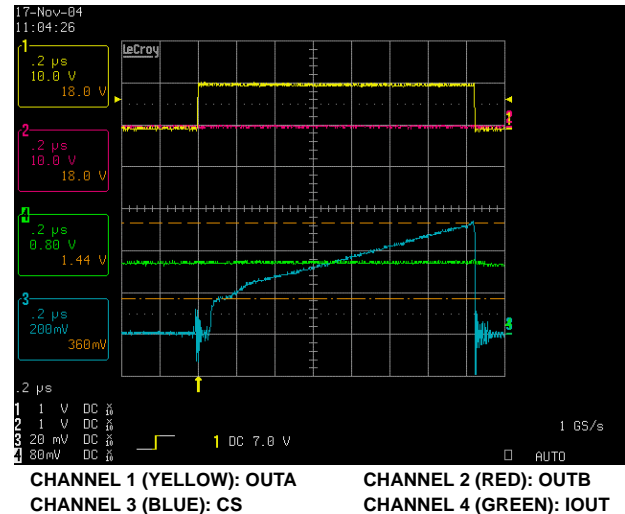 17-Nov-04
11:04:26
LeCroy
1
.2 µs
10.0 V
18.0 V
2
.2 µs
10.0 V
18.0 V
4
.2 µs
0.80 V
1.44 V
3
.2 µs
200mV
360mV
.2 µs
1 1 V DC
2 1 V DC
3 20 mV DC
4 80mV DC
1 DC 7.0 V
1 GS/s
AUTO
CHANNEL 1 (YELLOW): OUTA CHANNEL 2 (RED): OUTB
CHANNEL 3 (BLUE): CS CHANNEL 4 (GREEN): IOUT